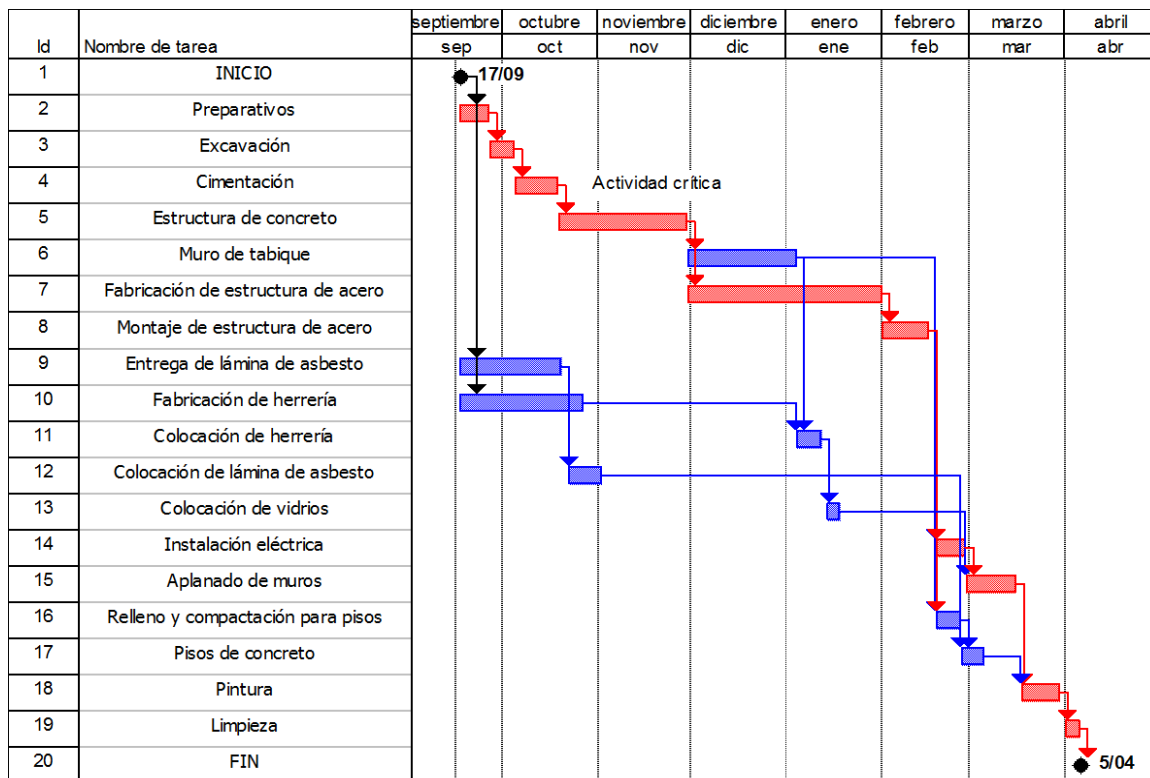 septiembre octubre noviembre diciembre enero febrero marzo abril
Id Nombre de tarea sep oct nov dic ene feb mar abr
1 INICIO 17/09
2 Preparativos
3 Excavación
4 Cimentación Actividad crítica
5 Estructura de concreto
6 Muro de tabique
7 Fabricación de estructura de acero
8 Montaje de estructura de acero
9 Entrega de lámina de asbesto
10 Fabricación de herrería
11 Colocación de herrería
12 Colocación de lámina de asbesto
13 Colocación de vidrios
14 Instalación eléctrica
15 Aplanado de muros
16 Relleno y compactación para pisos
17 Pisos de concreto
18 Pintura
19 Limpieza
20 FIN 5/04